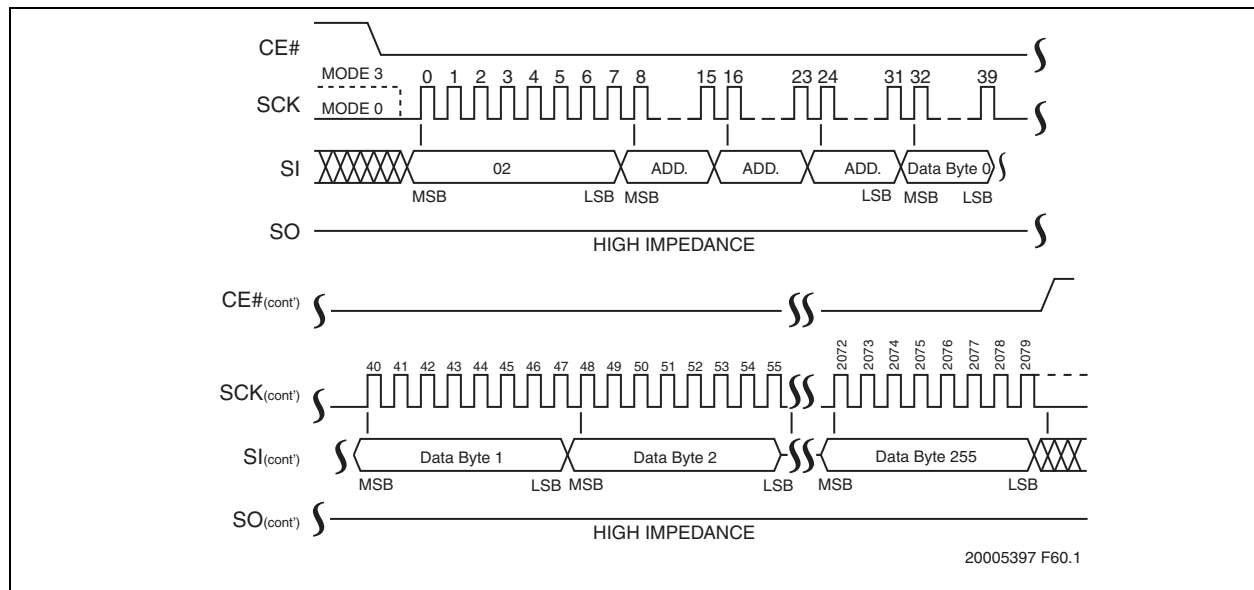 CE#
MODE 3
0 1 2 3 4 5 6 7 8 15 16 23 24 31 32 39
SCK
MODE 0
SI
02 ADD. ADD. ADD. Data Byte 0
MSB LSB MSB LSB MSB LSB
SO
HIGH IMPEDANCE
CE#(cont')
40 41 42 43 44 45 46 47 48 49 50 51 52 53 54 55 2072 2073 2074 2075 2076 2077 2078 2079
SCK(cont')
SI(cont')
Data Byte 1 Data Byte 2 Data Byte 255
MSB LSB MSB LSB MSB LSB
SO(cont')
HIGH IMPEDANCE
20005397 F60.1